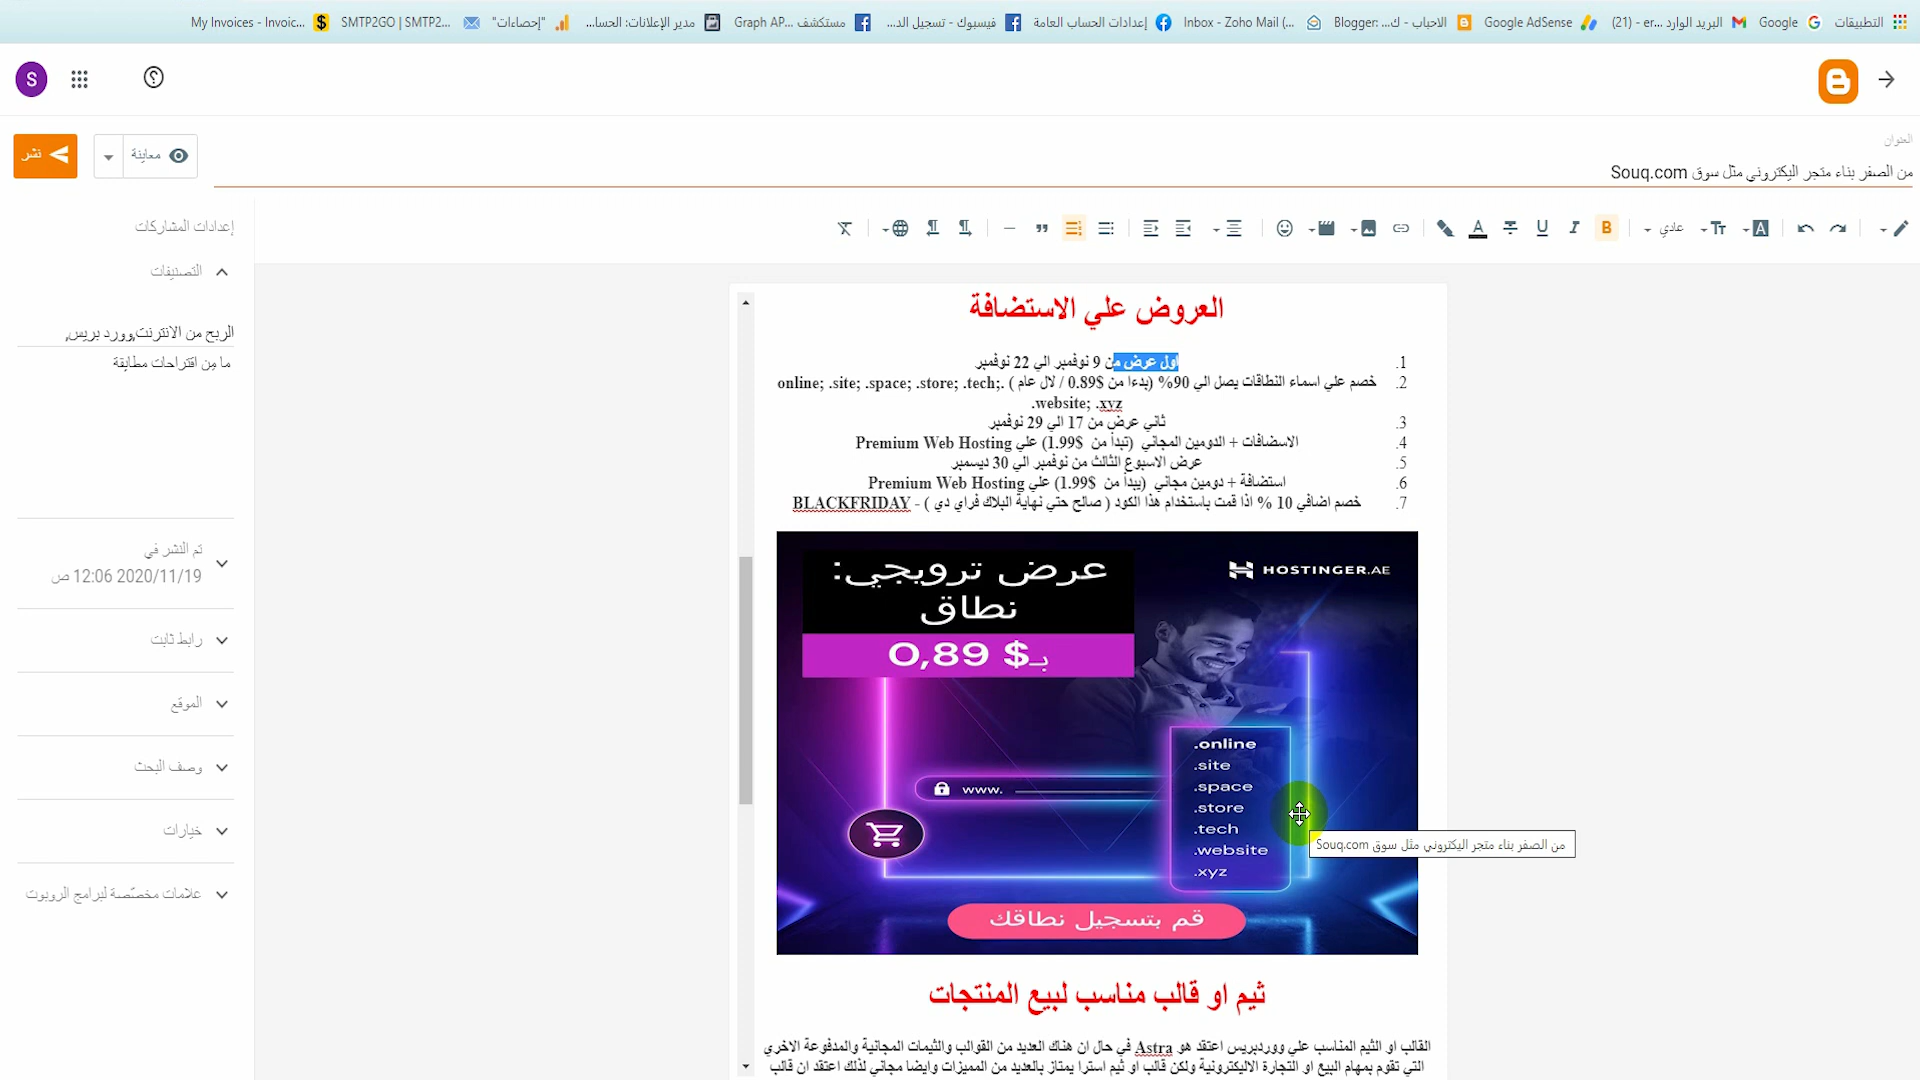 My Invoices - Invoic...
SMTP2GO | SMTP2...
"إحصاءات"
مدير الإعلانات: الحسا...
مستكشف Graph AP...
فيسبوك - تسجيل الد...
إعدادات الحساب العامة
Inbox - Zoho Mail (...
الاحباب - ك... :Blogger
Google AdSense
البريد الوارد (21) - er...
Google
التطبيقات
S
العنوان
من الصفر بناء متجر اليكتروني مثل سوق Souq.com
معاينة
نشر
عادي
إعدادات المشاركات
التصنيفات
الربح من الانترنت,وورد بريس,
ما مِن اقتراحات مطابِقة
تم النشر في
2020/11/19 12:06 ص
رابط ثابت
الموقع
وصف البحث
خيارات
علامات مخصّصة لبرامج الروبوت
العروض علي الاستضافة
1. اول عرض من 9 نوفمبر الي 22 نوفمبر
2. خصم علي اسماء النطاقات يصل الي 90% (بدءا من $0.89 / لال عام ) .online; .site; .space; .store; .tech;
.website; .xyz
3. ثاني عرض من 17 الي 29 نوفمبر
4. الاسضافات + الدومين المجاني (تبدأ من $1.99) علي Premium Web Hosting
5. عرض الاسبوع الثالث من نوفمبر الي 30 ديسمبر
6. استضافة + دومين مجاني (يبدأ من $1.99) علي Premium Web Hosting
7. خصم اضافي 10 % اذا قمت باستخدام هذا الكود ( صالح حتي نهاية البلاك فراي دي ) - BLACKFRIDAY
HOSTINGER.AE
عرض ترويجي:
نطاق
بـ$ 0,89
www.
.online
.site
.space
.store
.tech
.website
.xyz
قم بتسجيل نطاقك
من الصفر بناء متجر اليكتروني مثل سوق Souq.com
ثيم او قالب مناسب لبيع المنتجات
القالب او الثيم المناسب علي ووردبريس اعتقد هو Astra في حال ان هناك العديد من القوالب والثيمات المجانية والمدفوعة الاخري
التي تقوم بمهام البيع او التجارة الاليكترونية ولكن قالب او ثيم استرا يمتاز بالعديد من المميزات وايضا مجاني لذلك اعتقد ان قالب